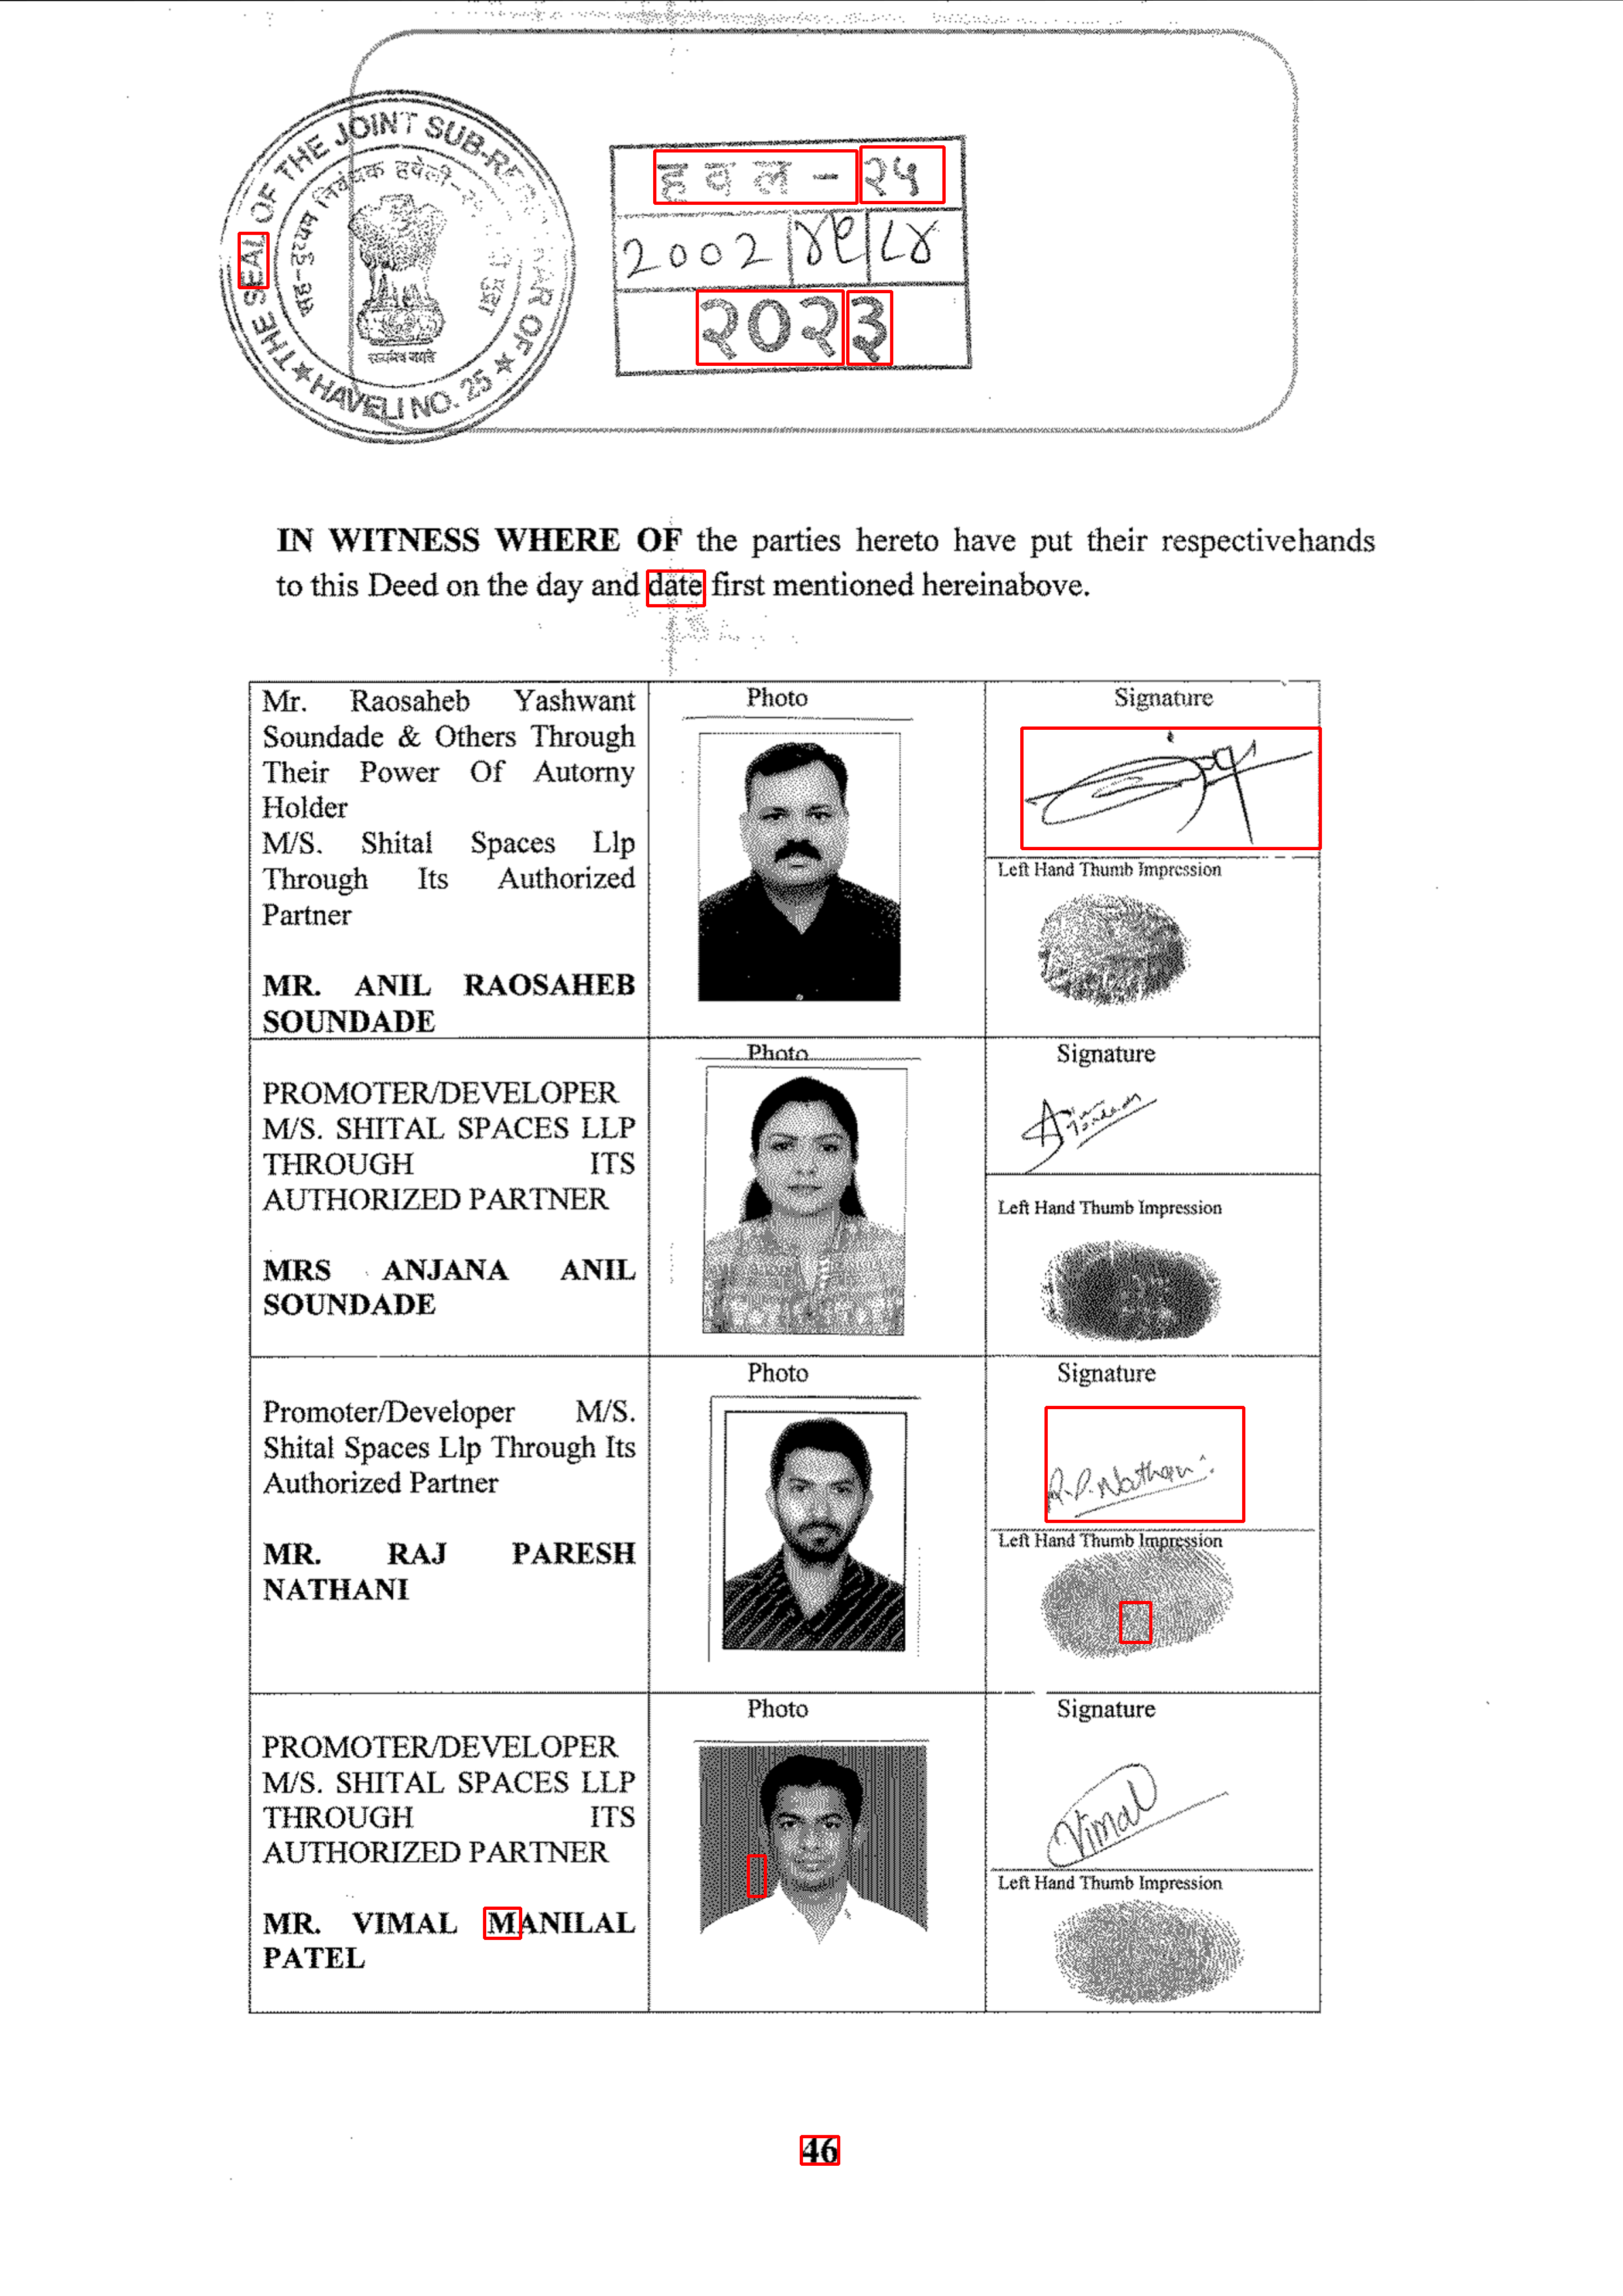 THE SEAL OF THE JOINT SUB-REGISTRAR OF
★ HAVELI NO. 25 ★
सह-दुय्यम निबंधक हवेली-२५
सत्यमेव जयते
हवल - २५
2002 ४९ ८४
२०२३
IN WITNESS WHERE OF the parties hereto have put their respectivehands
to this Deed on the day and date first mentioned hereinabove.
Mr. Raosaheb Yashwant
Soundade & Others Through
Their Power Of Autorny
Holder
M/S. Shital Spaces Llp
Through Its Authorized
Partner
MR. ANIL RAOSAHEB
SOUNDADE
Photo
Signature
Left Hand Thumb Impression
PROMOTER/DEVELOPER
M/S. SHITAL SPACES LLP
THROUGH ITS
AUTHORIZED PARTNER
MRS ANJANA ANIL
SOUNDADE
Photo
Signature
Left Hand Thumb Impression
Promoter/Developer M/S.
Shital Spaces Llp Through Its
Authorized Partner
MR. RAJ PARESH
NATHANI
Photo
Signature
R.P.Nathani
Left Hand Thumb Impression
PROMOTER/DEVELOPER
M/S. SHITAL SPACES LLP
THROUGH ITS
AUTHORIZED PARTNER
MR. VIMAL MANILAL
PATEL
Photo
Signature
Vimal
Left Hand Thumb Impression
46